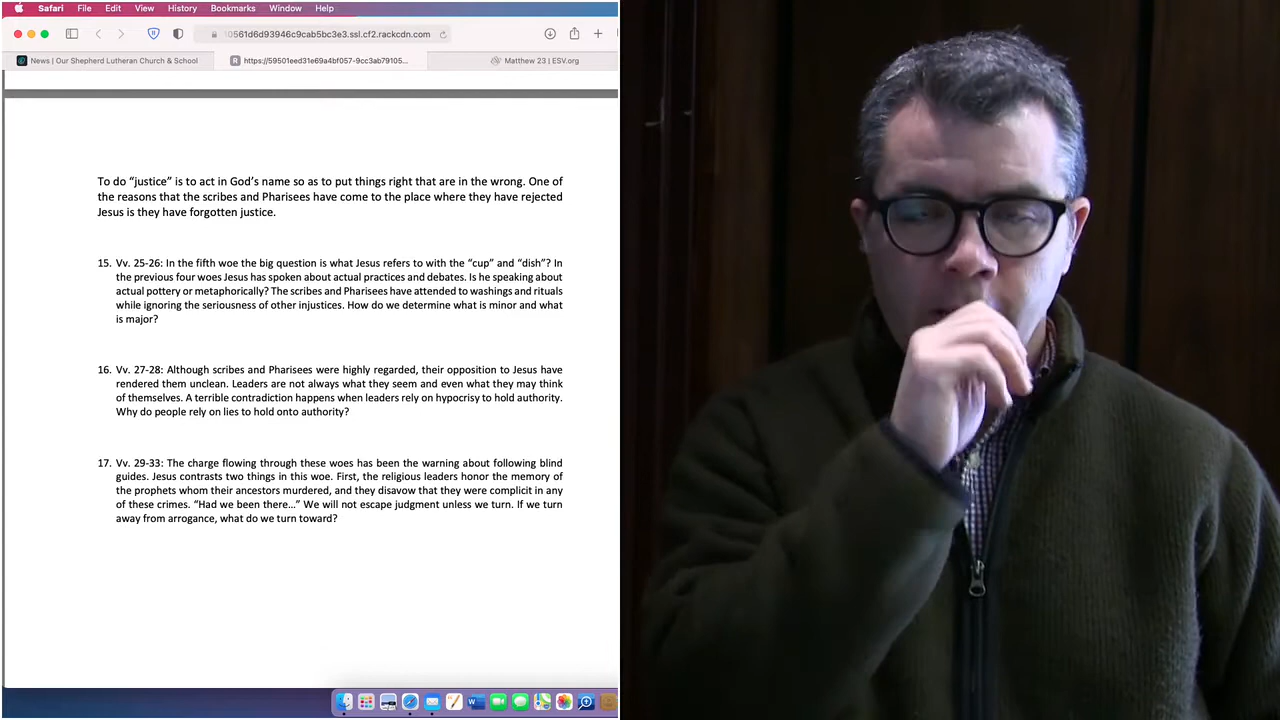 Safari File Edit View History Bookmarks Window Help
10561d6d93946c9cab5bc3e3.ssl.cf2.rackcdn.com
News | Our Shepherd Lutheran Church & School
https://59501eed31e69a4bf057-9cc3ab79105...
Matthew 23 | ESV.org
To do “justice” is to act in God’s name so as to put things right that are in the wrong. One of
the reasons that the scribes and Pharisees have come to the place where they have rejected
Jesus is they have forgotten justice.
15. Vv. 25-26: In the fifth woe the big question is what Jesus refers to with the “cup” and “dish”? In
the previous four woes Jesus has spoken about actual practices and debates. Is he speaking about
actual pottery or metaphorically? The scribes and Pharisees have attended to washings and rituals
while ignoring the seriousness of other injustices. How do we determine what is minor and what
is major?
16. Vv. 27-28: Although scribes and Pharisees were highly regarded, their opposition to Jesus have
rendered them unclean. Leaders are not always what they seem and even what they may think
of themselves. A terrible contradiction happens when leaders rely on hypocrisy to hold authority.
Why do people rely on lies to hold onto authority?
17. Vv. 29-33: The charge flowing through these woes has been the warning about following blind
guides. Jesus contrasts two things in this woe. First, the religious leaders honor the memory of
the prophets whom their ancestors murdered, and they disavow that they were complicit in any
of these crimes. “Had we been there…” We will not escape judgment unless we turn. If we turn
away from arrogance, what do we turn toward?